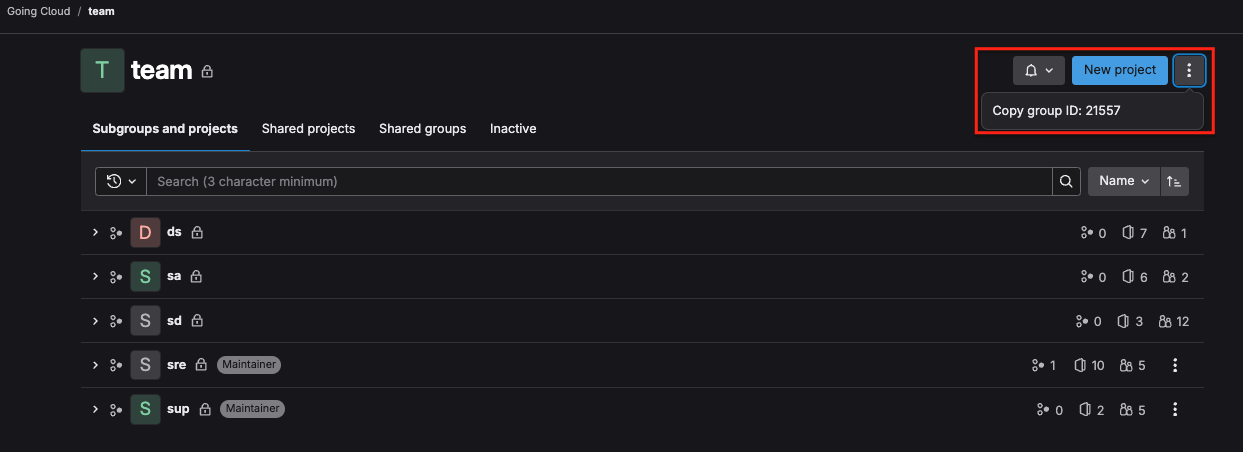 Going Cloud / team
T team
New project
Copy group ID: 21557
Subgroups and projects Shared projects Shared groups Inactive
Search (3 character minimum)
Name
D ds 0 7 1
S sa 0 6 2
S sd 0 3 12
S sre Maintainer 1 10 5
S sup Maintainer 0 2 5